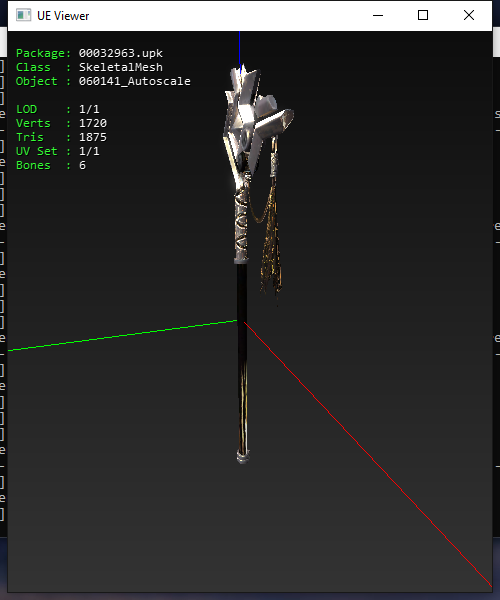 UE Viewer
Package: 00032963.upk
Class : SkeletalMesh
Object : 060141_Autoscale
LOD : 1/1
Verts : 1720
Tris : 1875
UV Set : 1/1
Bones : 6